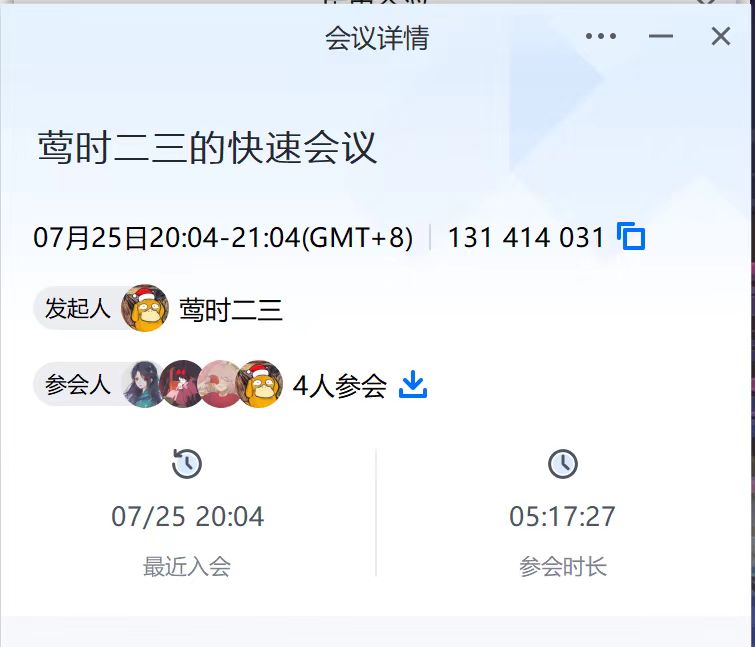 会议详情
莺时二三的快速会议
07月25日20:04-21:04(GMT+8) 131 414 031
发起人 莺时二三
参会人 4人参会
07/25 20:04 05:17:27
最近入会 参会时长